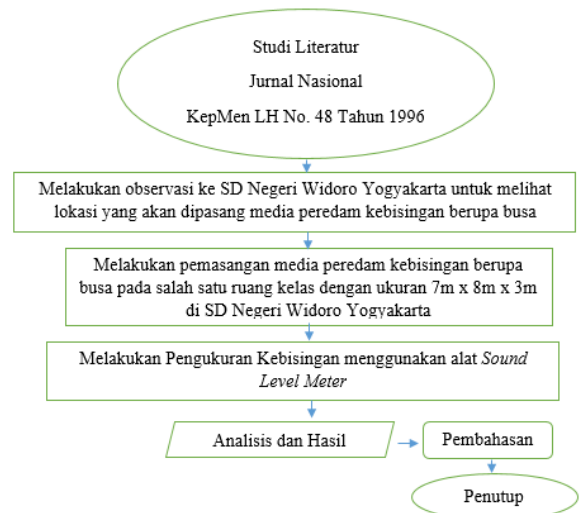 Studi Literatur
Jurnal Nasional
KepMen LH No. 48 Tahun 1996
Melakukan observasi ke SD Negeri Widoro Yogyakarta untuk melihat
lokasi yang akan dipasang media peredam kebisingan berupa busa
Melakukan pemasangan media peredam kebisingan berupa
busa pada salah satu ruang kelas dengan ukuran 7m x 8m x 3m
di SD Negeri Widoro Yogyakarta
Melakukan Pengukuran Kebisingan menggunakan alat Sound
Level Meter
Analisis dan Hasil
Pembahasan
Penutup